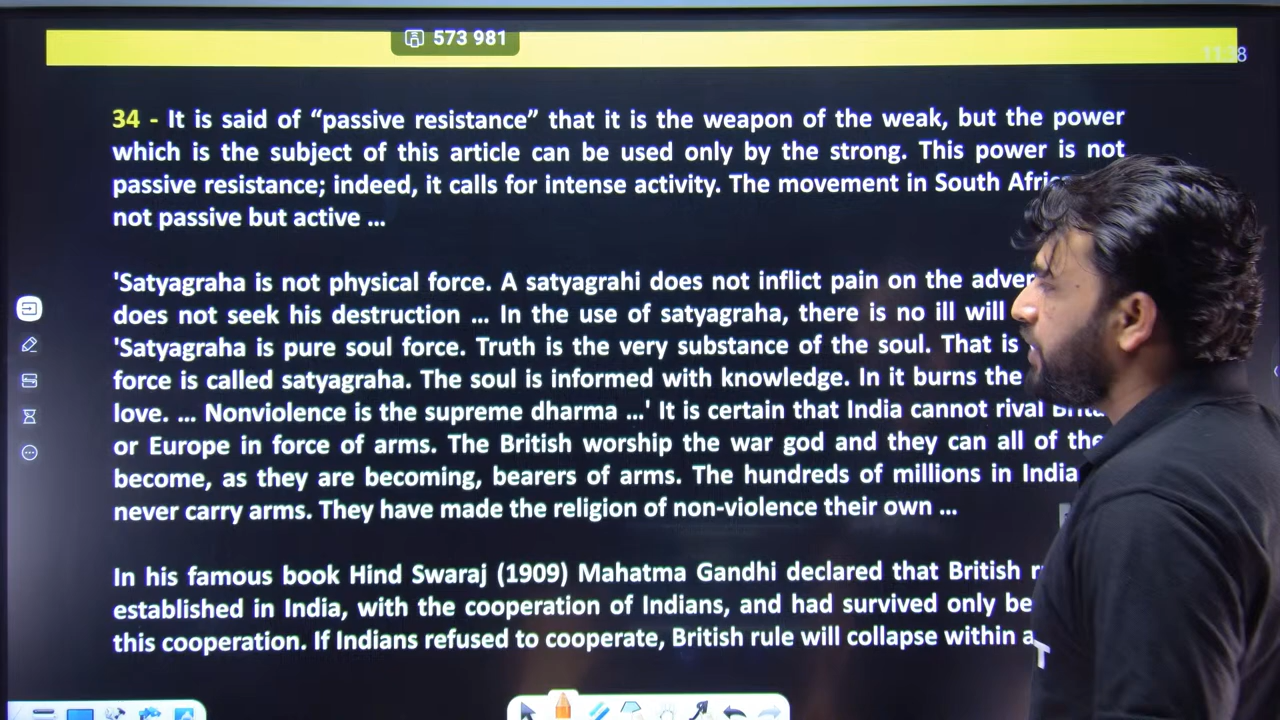 573 981
34 - It is said of “passive resistance” that it is the weapon of the weak, but the power
which is the subject of this article can be used only by the strong. This power is not
passive resistance; indeed, it calls for intense activity. The movement in South
not passive but active ...
'Satyagraha is not physical force. A satyagrahi does not inflict pain on the
does not seek his destruction ... In the use of satyagraha, there is no ill will
'Satyagraha is pure soul force. Truth is the very substance of the soul. That is
force is called satyagraha. The soul is informed with knowledge. In it burns the
love. ... Nonviolence is the supreme dharma ...' It is certain that India cannot rival
or Europe in force of arms. The British worship the war god and they can all of the
become, as they are becoming, bearers of arms. The hundreds of millions in India
never carry arms. They have made the religion of non-violence their own ...
In his famous book Hind Swaraj (1909) Mahatma Gandhi declared that British
established in India, with the cooperation of Indians, and had survived only
this cooperation. If Indians refused to cooperate, British rule will collapse within a